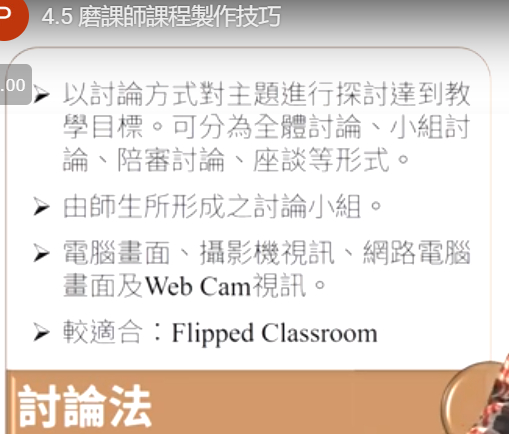 P
4.5 磨課師課程製作技巧
.00
➢ 以討論方式對主題進行探討達到教
學目標。可分為全體討論、小組討
論、陪審討論、座談等形式。
➢ 由師生所形成之討論小組。
➢ 電腦畫面、攝影機視訊、網路電腦
畫面及Web Cam視訊。
➢ 較適合：Flipped Classroom
討論法